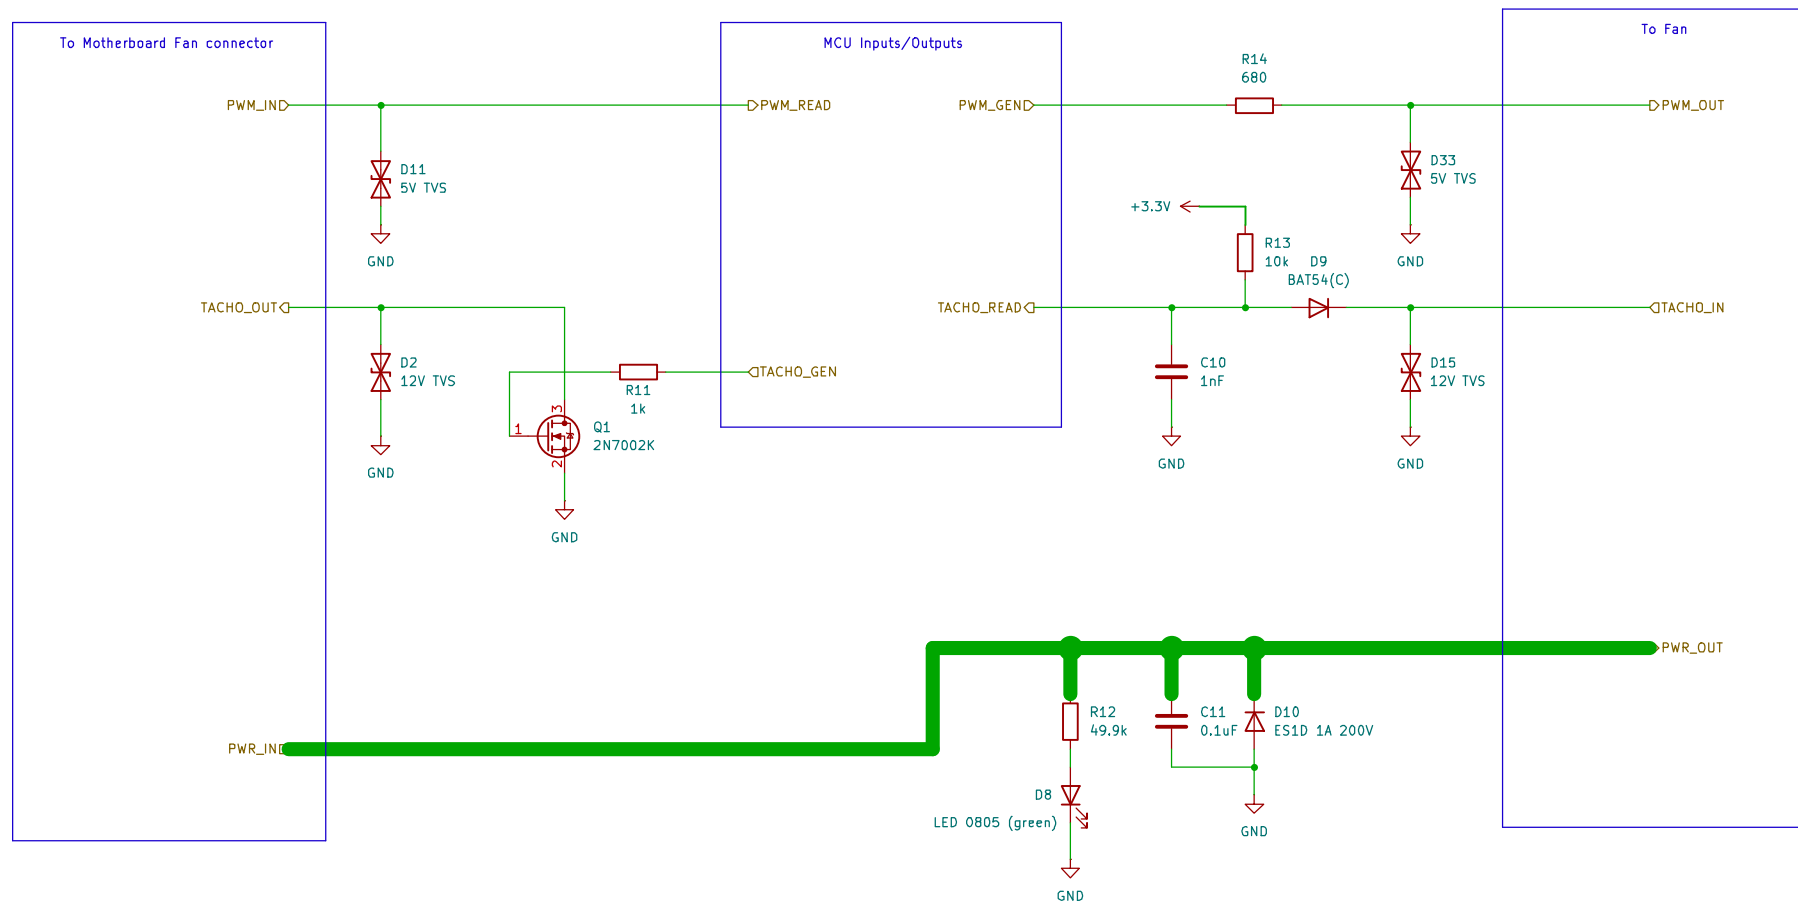 To Motherboard Fan connector
MCU Inputs/Outputs
To Fan
PWM_IN
PWM_READ
PWM_GEN
R14
680
PWM_OUT
D11
5V TVS
GND
D33
5V TVS
GND
+3.3V
R13
10k
D9
BAT54(C)
TACHO_OUT
TACHO_READ
TACHO_IN
D2
12V TVS
GND
R11
1k
TACHO_GEN
C10
1nF
GND
D15
12V TVS
GND
3
1
2
Q1
2N7002K
GND
PWR_OUT
PWR_IN
R12
49.9k
C11
0.1uF
D10
ES1D 1A 200V
D8
LED 0805 (green)
GND
GND